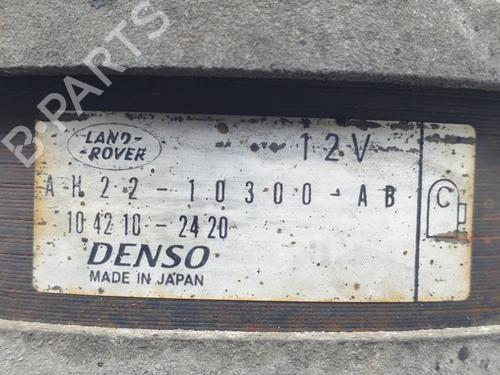 LAND-
ROVER
12V
AH22-10300-AB
C
104210-2420
DENSO
MADE IN JAPAN
B-PARTS